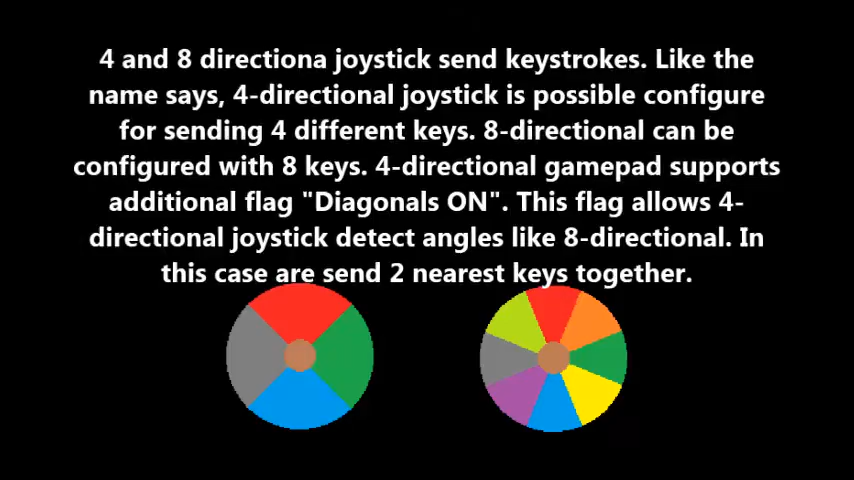 4 and 8 directiona joystick send keystrokes. Like the
name says, 4-directional joystick is possible configure
for sending 4 different keys. 8-directional can be
configured with 8 keys. 4-directional gamepad supports
additional flag "Diagonals ON". This flag allows 4-
directional joystick detect angles like 8-directional. In
this case are send 2 nearest keys together.